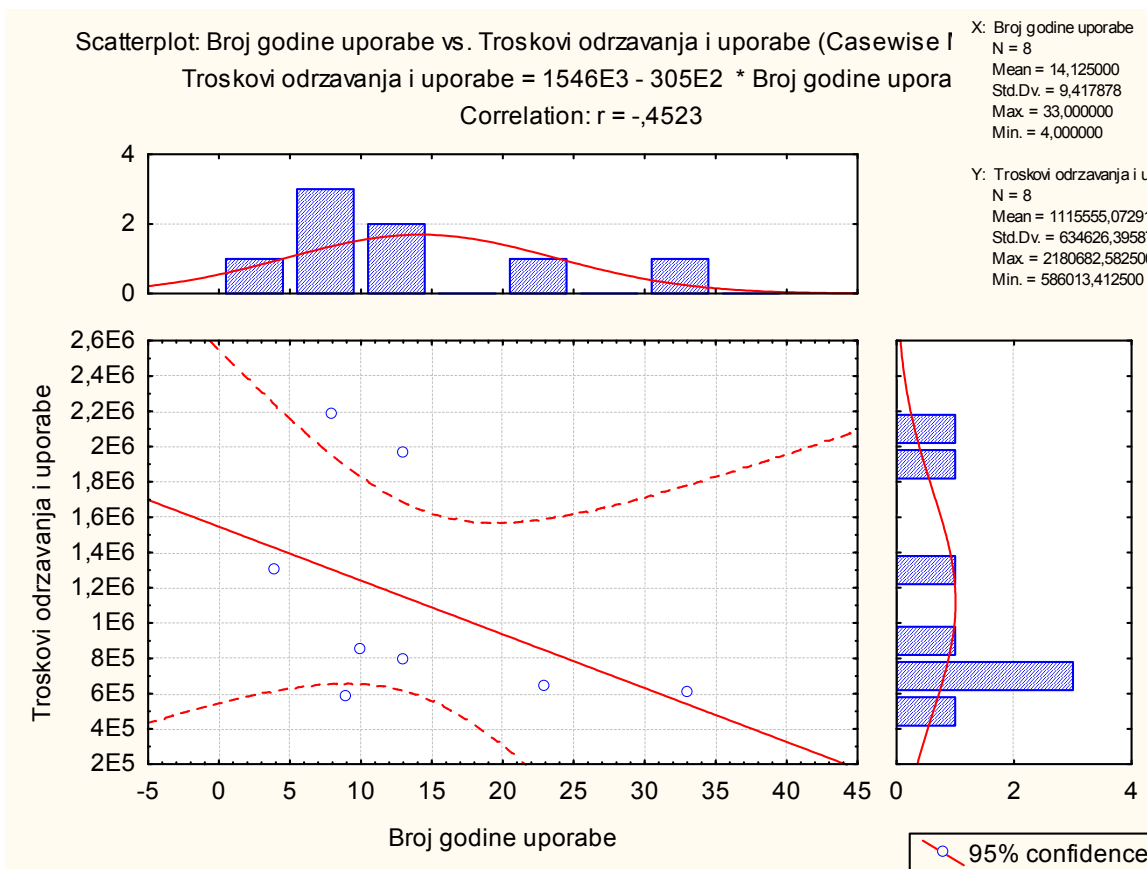 Scatterplot: Broj godine uporabe vs. Troskovi odrzavanja i uporabe (Casewise
Troskovi odrzavanja i uporabe = 1546E3 - 305E2 * Broj godine upora
Correlation: r = -,4523
X: Broj godine uporabe
N = 8
Mean = 14,125000
Std.Dv. = 9,417878
Max. = 33,000000
Min. = 4,000000
Y: Troskovi odrzavanja i u
N = 8
Mean = 1115555,07291
Std.Dv. = 634626,39587
Max. = 2180682,58250
Min. = 586013,412500
4
2
0
2,6E6
2,4E6
2,2E6
2E6
1,8E6
1,6E6
1,4E6
1,2E6
1E6
8E5
6E5
4E5
2E5
Troskovi odrzavanja i uporabe
-5 0 5 10 15 20 25 30 35 40 45
Broj godine uporabe
0 2 4
95% confidence